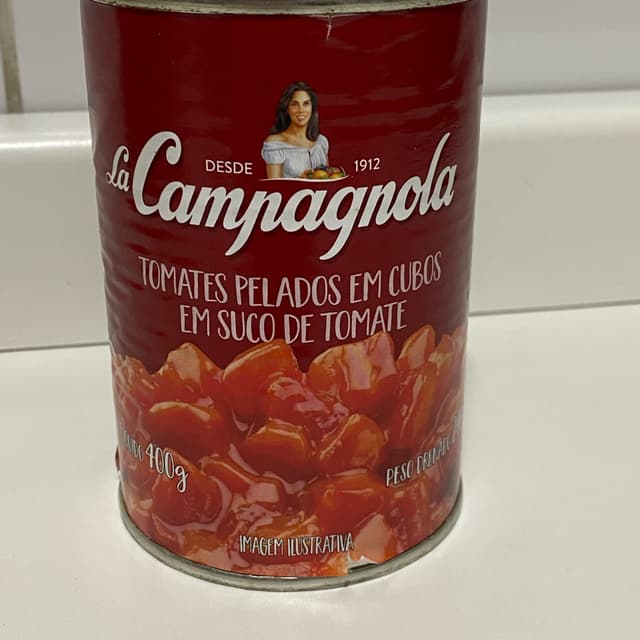 DESDE 1912
La Campagnola
TOMATES PELADOS EM CUBOS
EM SUCO DE TOMATE
400g
PESO DRENADO
IMAGEM ILUSTRATIVA